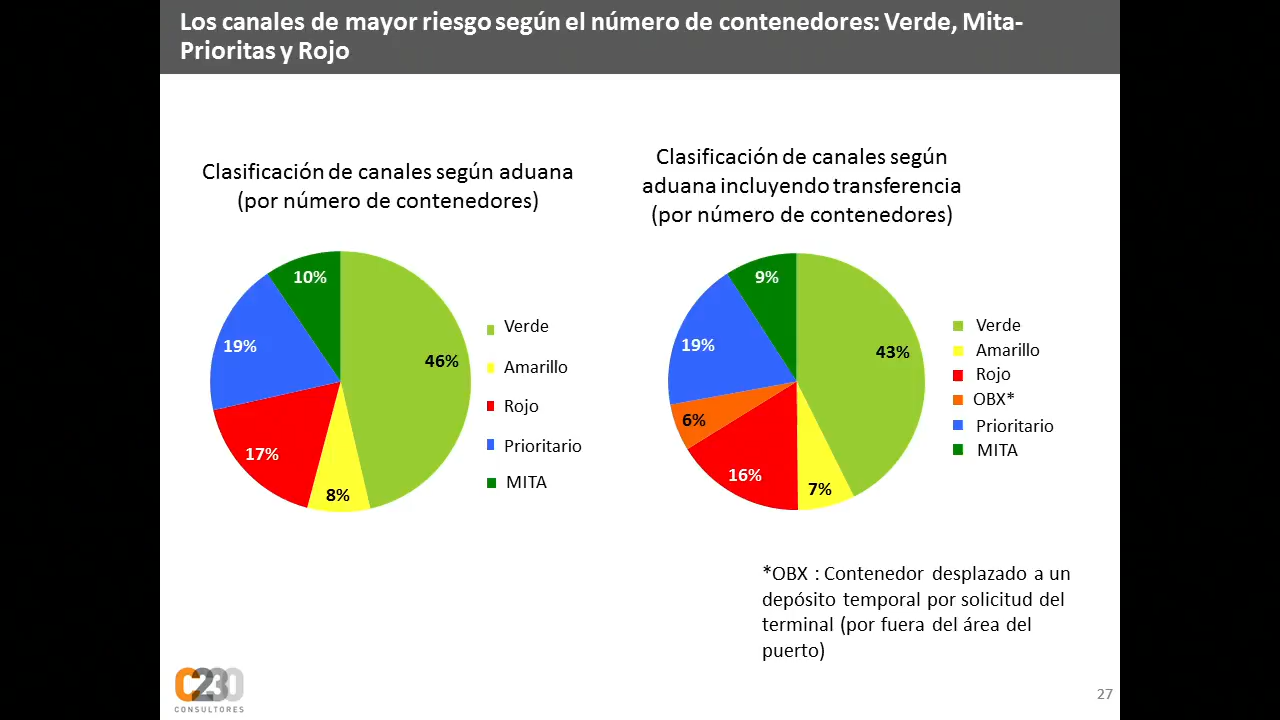 Los canales de mayor riesgo según el número de contenedores: Verde, Mita-
Prioritas y Rojo
Clasificación de canales según aduana
(por número de contenedores)
10%
19%
46%
17%
8%
Verde
Amarillo
Rojo
Prioritario
MITA
Clasificación de canales según
aduana incluyendo transferencia
(por número de contenedores)
9%
19%
43%
6%
16%
7%
Verde
Amarillo
Rojo
OBX*
Prioritario
MITA
*OBX : Contenedor desplazado a un
depósito temporal por solicitud del
terminal (por fuera del área del
puerto)
C230
CONSULTORES
27